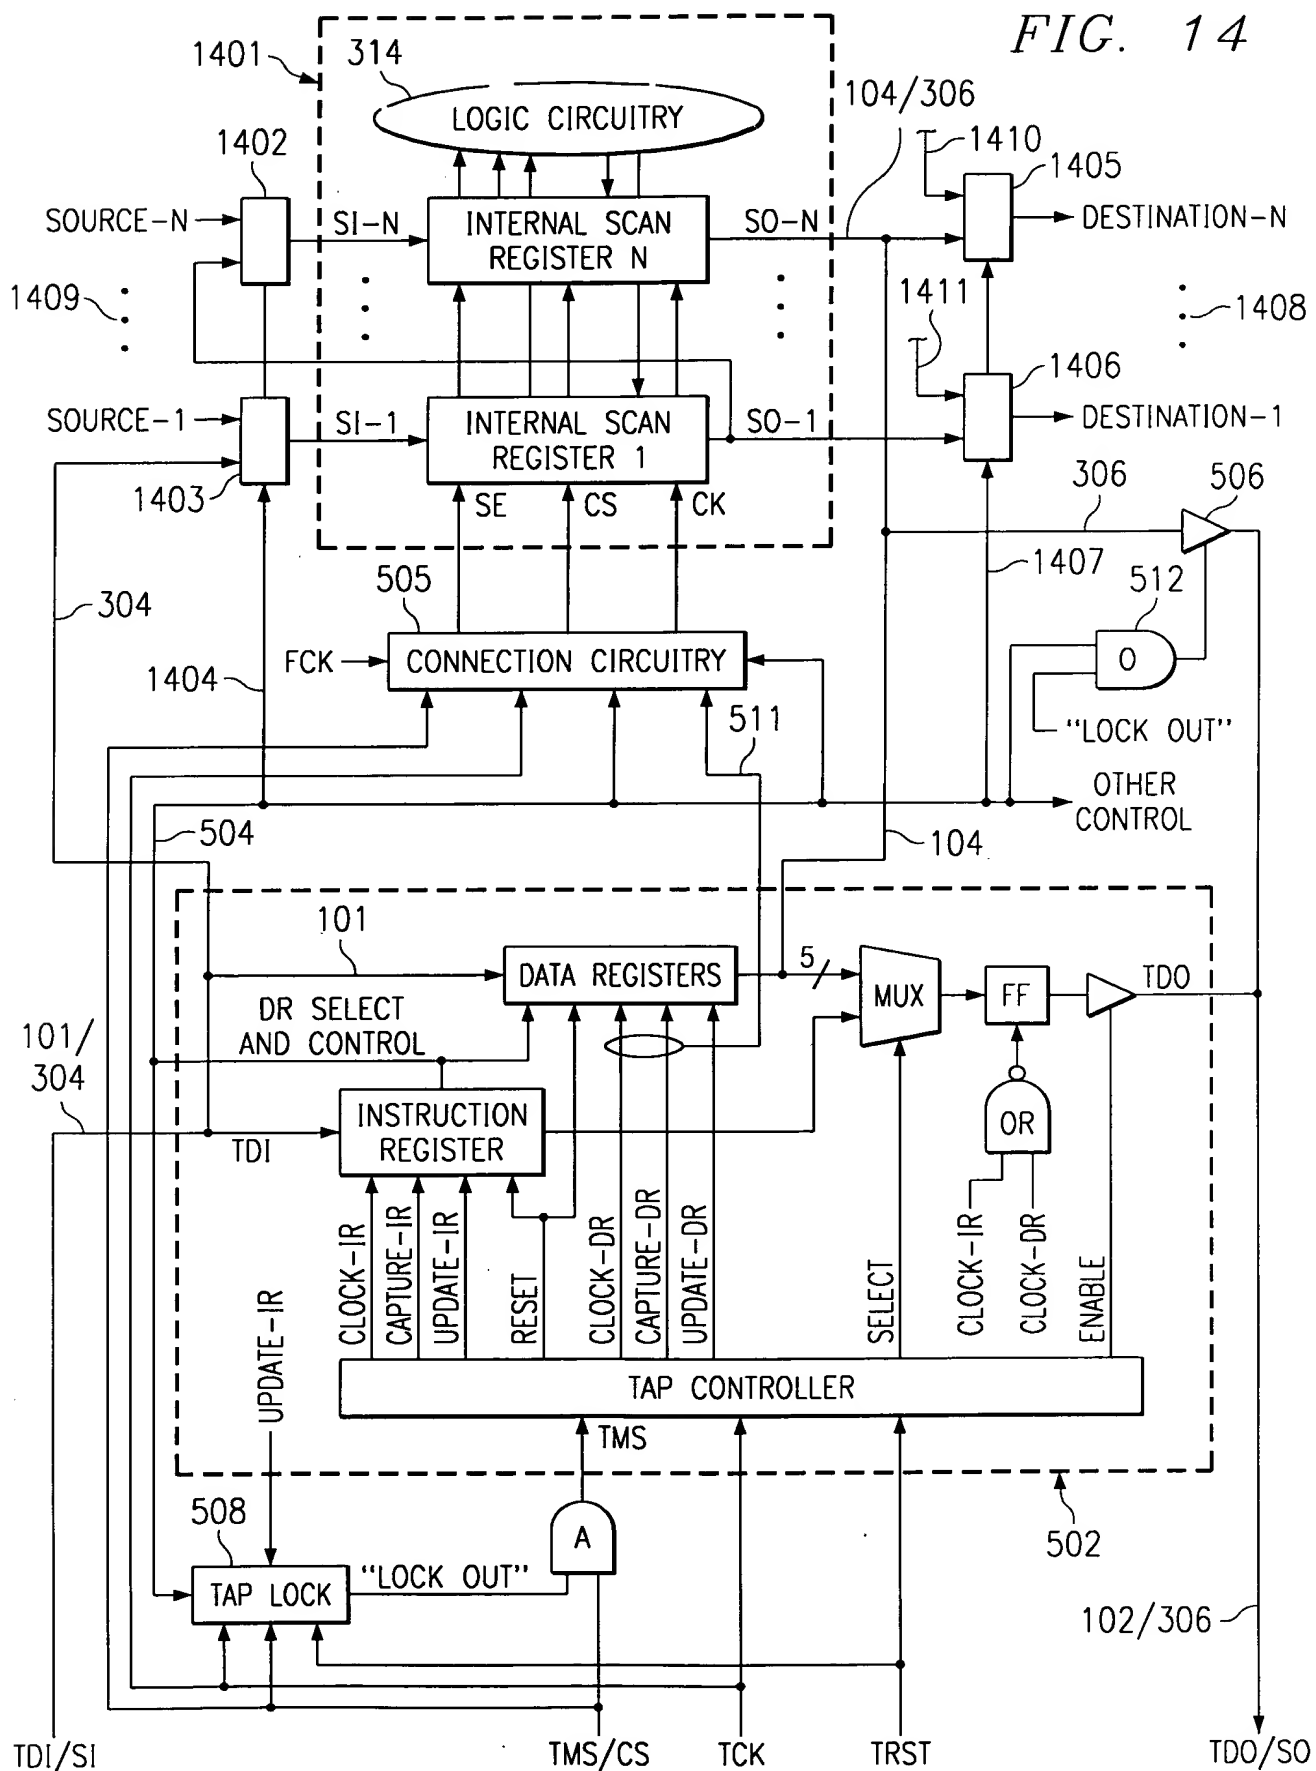 FIG. 14
1401
314
LOGIC CIRCUITRY
104/306
1402
1410
1405
SOURCE-N
SI-N
INTERNAL SCAN
REGISTER N
SO-N
DESTINATION-N
1409
1411
1408
1406
SOURCE-1
SI-1
INTERNAL SCAN
REGISTER 1
SO-1
DESTINATION-1
1403
SE
CS
CK
306
506
505
1407
512
304
FCK
CONNECTION CIRCUITRY
O
1404
511
"LOCK OUT"
OTHER
CONTROL
504
104
101
DATA REGISTERS
5
MUX
FF
TDO
DR SELECT
AND CONTROL
101/
304
INSTRUCTION
REGISTER
OR
TDI
CLOCK-IR
CAPTURE-IR
UPDATE-IR
RESET
CLOCK-DR
CAPTURE-DR
UPDATE-DR
SELECT
CLOCK-IR
CLOCK-DR
ENABLE
UPDATE-IR
TAP CONTROLLER
TMS
508
A
502
TAP LOCK
"LOCK OUT"
102/306
TDI/SI
TMS/CS
TCK
TRST
TDO/SO